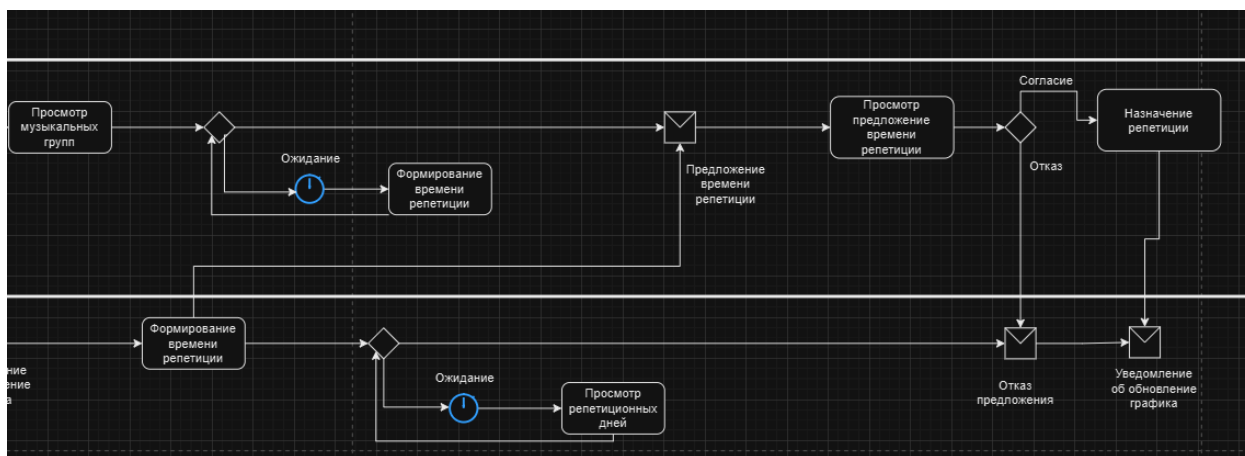 Просмотр
музыкальных
групп
Ожидание
Формирование
времени
репетиции
Предложение
времени
репетиции
Просмотр
предложение
времени
репетиции
Согласие
Отказ
Назначение
репетиции
Формирование
времени
репетиции
Ожидание
Просмотр
репетиционных
дней
Отказ
предложения
Уведомление
об обновление
графика